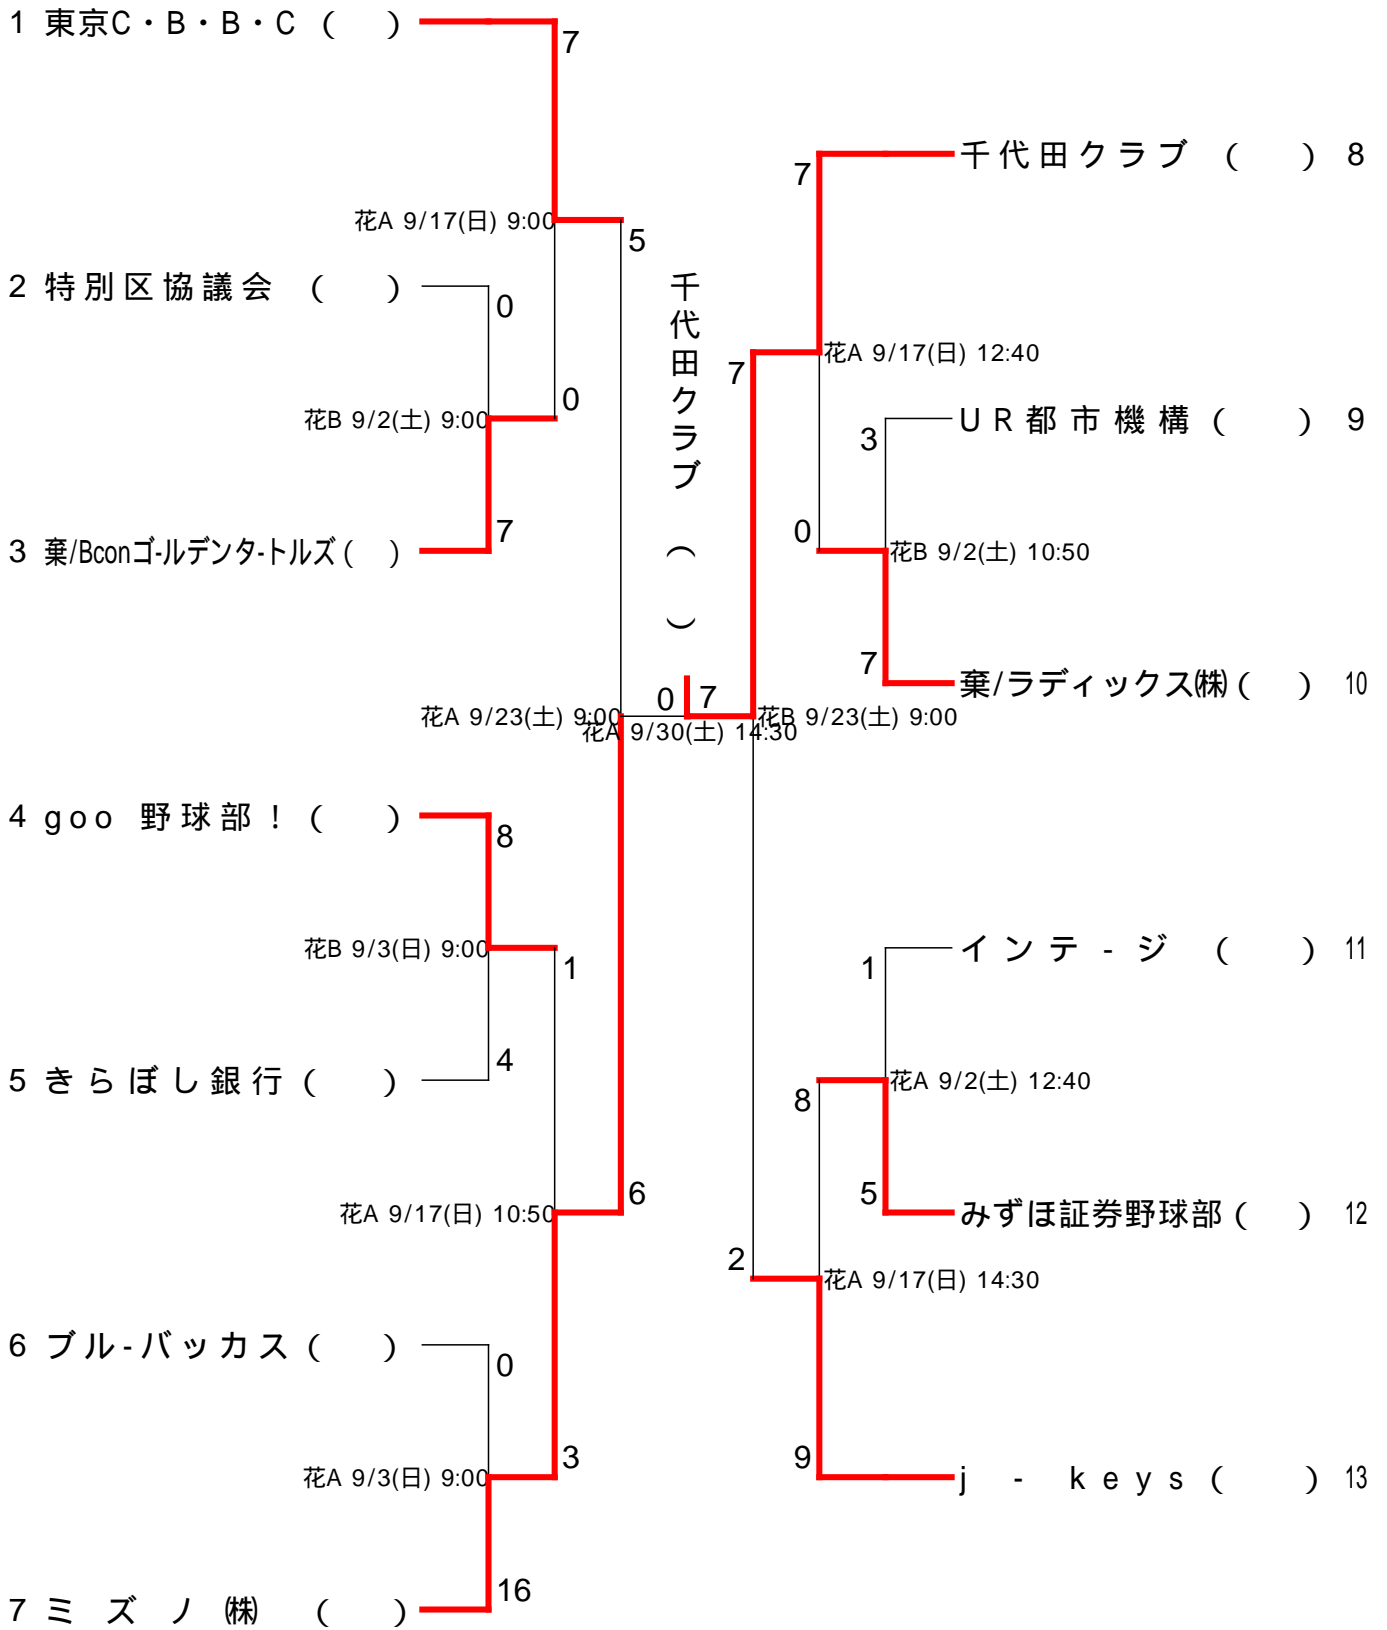 1 東京C・B・B・C (　)
7
花A 9/17(日) 9:00
5
2 特別区協議会 (　)
0
花B 9/2(土) 9:00
0
3 棄/Bconゴ-ルデンタ-トルズ (　)
7
花A 9/23(土) 9:00
4 goo 野球部！ (　)
8
花B 9/3(日) 9:00
1
5 きらぼし銀行 (　)
4
花A 9/17(日) 10:50
6
6 ブル-バッカス (　)
0
花A 9/3(日) 9:00
3
7 ミズノ㈱ (　)
16
千代田クラブ (　)
0 7
花A 9/30(土) 14:30
千代田クラブ (　) 8
7
花A 9/17(日) 12:40
7
UR都市機構 (　) 9
3
花B 9/2(土) 10:50
0
棄/ラディックス㈱ (　) 10
7
花B 9/23(土) 9:00
インテ-ジ (　) 11
1
花A 9/2(土) 12:40
8
みずほ証券野球部 (　) 12
5
花A 9/17(日) 14:30
2
j - keys (　) 13
9